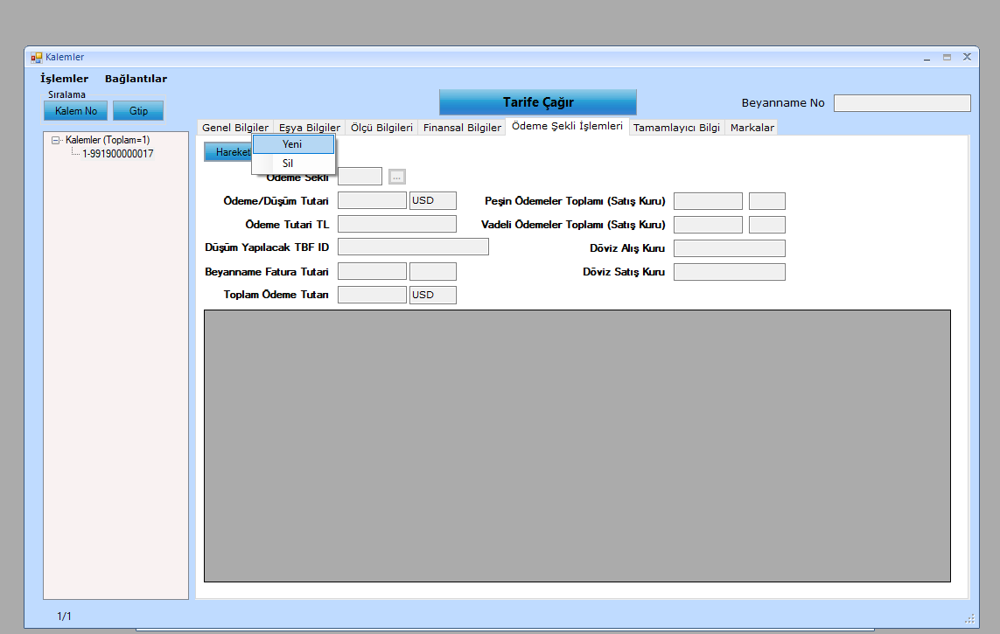 Kalemler
İşlemler Bağlantılar
Sıralama
Kalem No Gtip
Tarife Çağır
Beyanname No
Kalemler (Toplam=1)
1-991900000017
Genel Bilgiler Eşya Bilgiler Ölçü Bilgileri Finansal Bilgiler Ödeme Şekli İşlemleri Tamamlayıcı Bilgi Markalar
Hareket
Yeni
Sil
Ödeme Şekli ...
Ödeme/Düşüm Tutari USD Peşin Ödemeler Toplamı (Satış Kuru)
Ödeme Tutari TL Vadeli Ödemeler Toplamı (Satış Kuru)
Düşüm Yapılacak TBF ID Döviz Alış Kuru
Beyanname Fatura Tutari Döviz Satış Kuru
Toplam Ödeme Tutarı USD
1/1